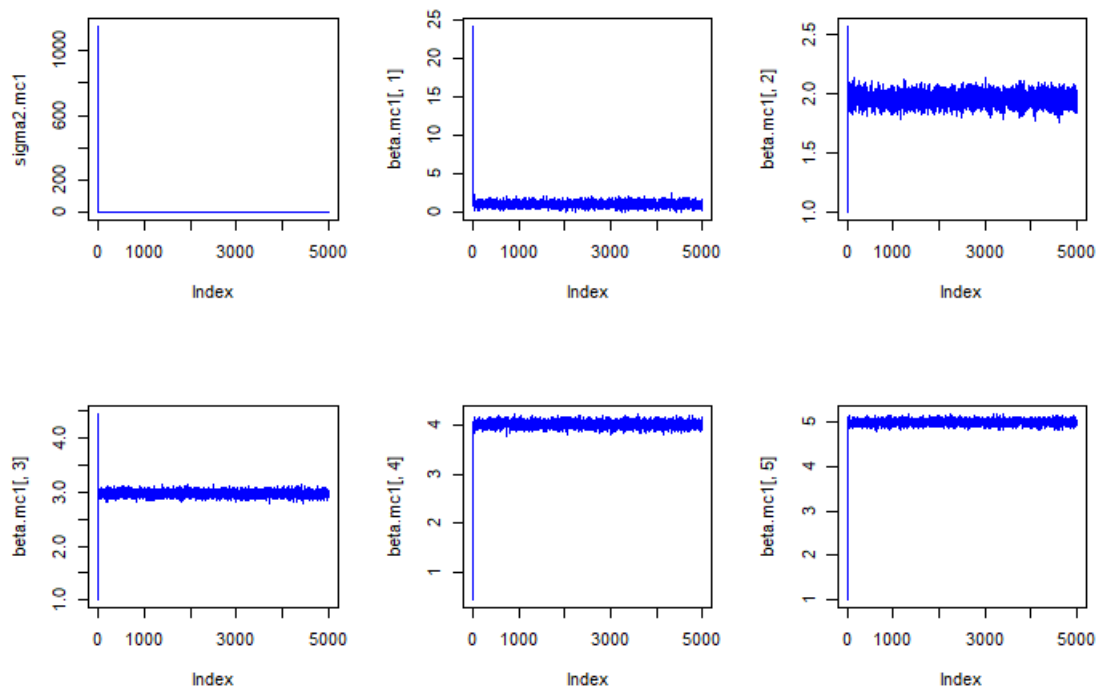 sigma2.mc1
0 200 600 1000
0 1000 3000 5000
Index
beta.mc1[, 1]
0 5 10 15 20 25
0 1000 3000 5000
Index
beta.mc1[, 2]
1.0 1.5 2.0 2.5
0 1000 3000 5000
Index
beta.mc1[, 3]
1.0 2.0 3.0 4.0
0 1000 3000 5000
Index
beta.mc1[, 4]
1 2 3 4
0 1000 3000 5000
Index
beta.mc1[, 5]
1 2 3 4 5
0 1000 3000 5000
Index